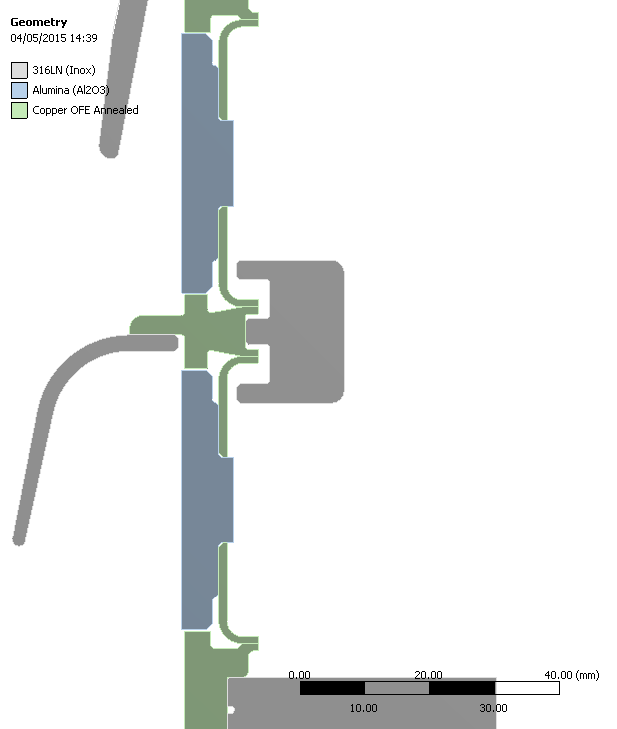 Geometry
04/05/2015 14:39
316LN (Inox)
Alumina (Al2O3)
Copper OFE Annealed
0.00 20.00 40.00 (mm)
10.00 30.00